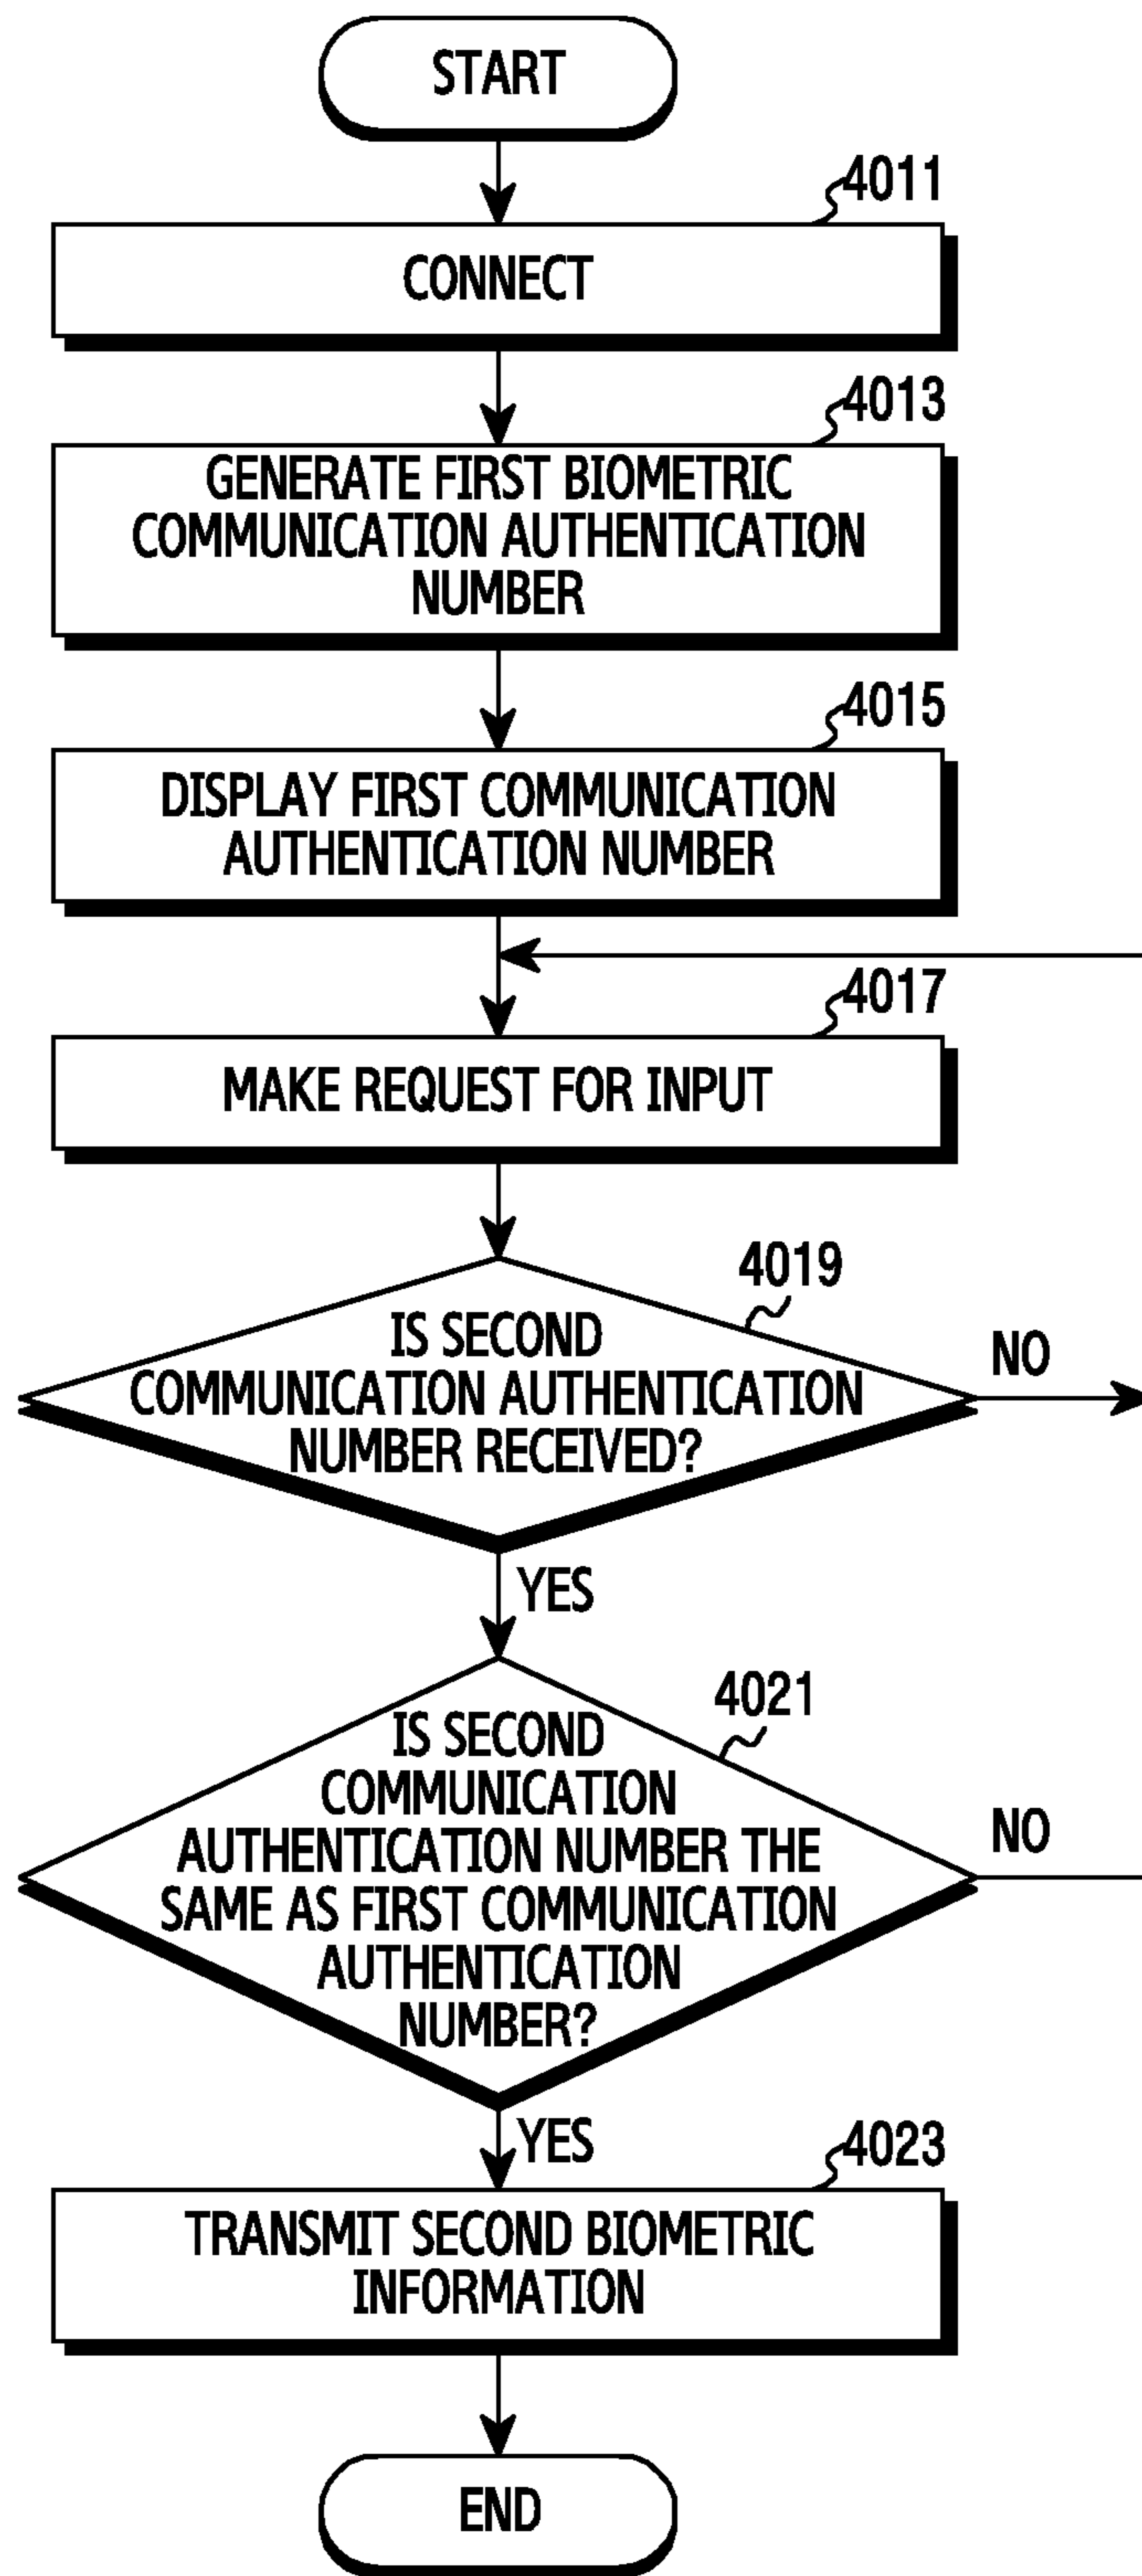 START
4011
CONNECT
4013
GENERATE FIRST BIOMETRIC
COMMUNICATION AUTHENTICATION
NUMBER
4015
DISPLAY FIRST COMMUNICATION
AUTHENTICATION NUMBER
4017
MAKE REQUEST FOR INPUT
4019
IS SECOND
COMMUNICATION AUTHENTICATION
NUMBER RECEIVED?
NO
YES
4021
IS SECOND
COMMUNICATION
AUTHENTICATION NUMBER THE
SAME AS FIRST COMMUNICATION
AUTHENTICATION
NUMBER?
NO
YES
4023
TRANSMIT SECOND BIOMETRIC
INFORMATION
END